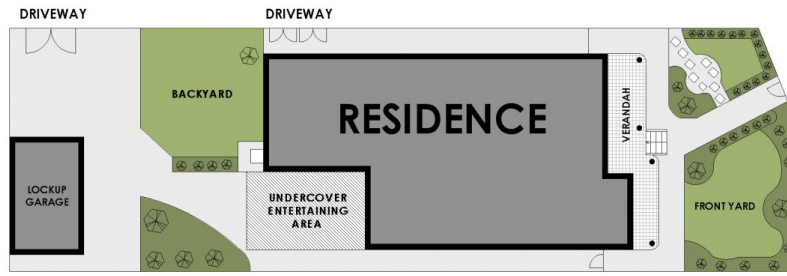 DRIVEWAY
DRIVEWAY
BACKYARD
RESIDENCE
VERANDAH
LOCKUP
GARAGE
UNDERCOVER
ENTERTAINING
AREA
FRONT YARD